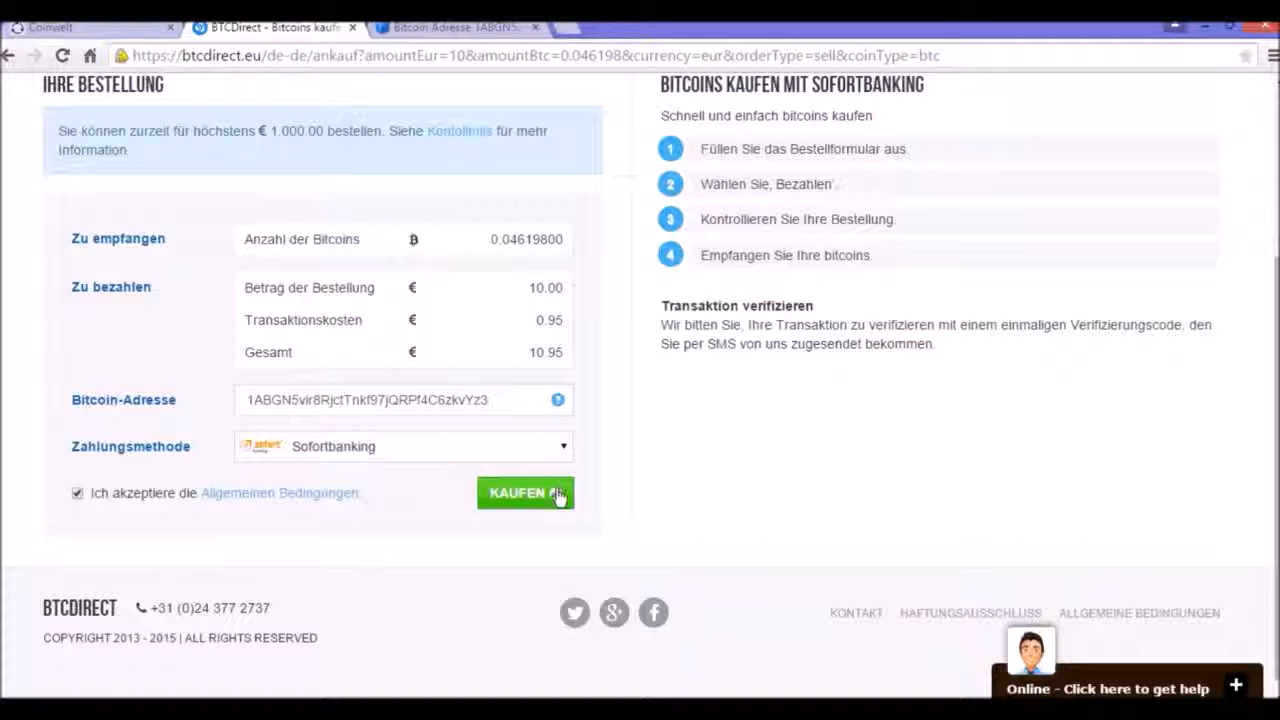 Coinwelt
BTCDirect - Bitcoins kaufe
Bitcoin Adresse 1ABGN5
https://btcdirect.eu/de-de/ankauf?amountEur=10&amountBtc=0.046198&currency=eur&orderType=sell&coinType=btc
IHRE BESTELLUNG
Sie können zurzeit für höchstens € 1.000.00 bestellen. Siehe Kontolimits für mehr
Information.
Zu empfangen Anzahl der Bitcoins 0.04619800
Zu bezahlen Betrag der Bestellung € 10.00
Transaktionskosten € 0.95
Gesamt € 10.95
Bitcoin-Adresse 1ABGN5vir8RjctTnkf97jQRPf4C6zkvYz3 ?
Zahlungsmethode Sofortbanking
Ich akzeptiere die Allgemeinen Bedingungen.
KAUFEN
BITCOINS KAUFEN MIT SOFORTBANKING
Schnell und einfach bitcoins kaufen
1 Füllen Sie das Bestellformular aus.
2 Wählen Sie‚ Bezahlen'.
3 Kontrollieren Sie Ihre Bestellung.
4 Empfangen Sie Ihre bitcoins.
Transaktion verifizieren
Wir bitten Sie, Ihre Transaktion zu verifizieren mit einem einmaligen Verifizierungscode, den
Sie per SMS von uns zugesendet bekommen.
BTCDIRECT +31 (0)24 377 2737
COPYRIGHT 2013 - 2015 | ALL RIGHTS RESERVED
KONTAKT HAFTUNGSAUSSCHLUSS ALLGEMEINE BEDINGUNGEN
Online - Click here to get help +